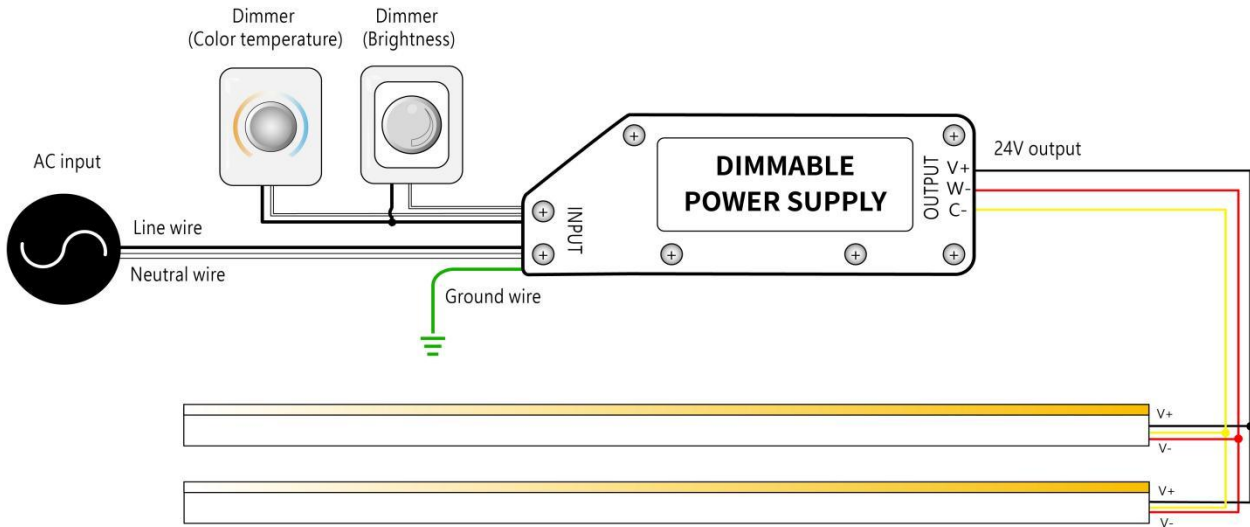 Dimmer
(Color temperature)
Dimmer
(Brightness)
AC input
Line wire
Neutral wire
Ground wire
INPUT
DIMMABLE
POWER SUPPLY
OUTPUT
V+
W-
C-
24V output
V+
V-
V+
V-